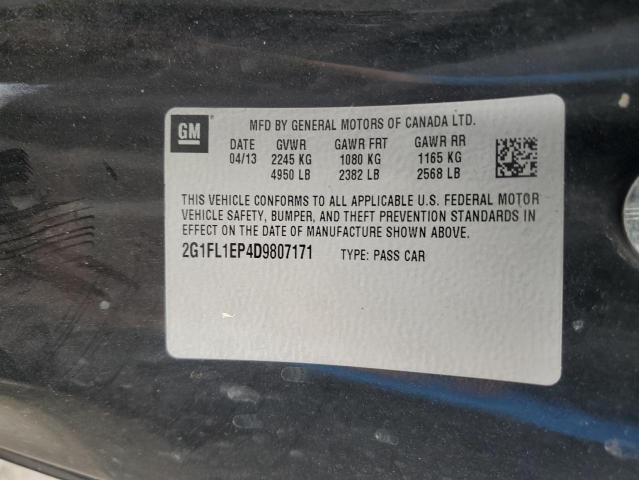 GM
MFD BY GENERAL MOTORS OF CANADA LTD.
DATE GVWR GAWR FRT GAWR RR
04/13 2245 KG 1080 KG 1165 KG
4950 LB 2382 LB 2568 LB
THIS VEHICLE CONFORMS TO ALL APPLICABLE U.S. FEDERAL MOTOR
VEHICLE SAFETY, BUMPER, AND THEFT PREVENTION STANDARDS IN
EFFECT ON THE DATE OF MANUFACTURE SHOWN ABOVE.
2G1FL1EP4D9807171 TYPE: PASS CAR